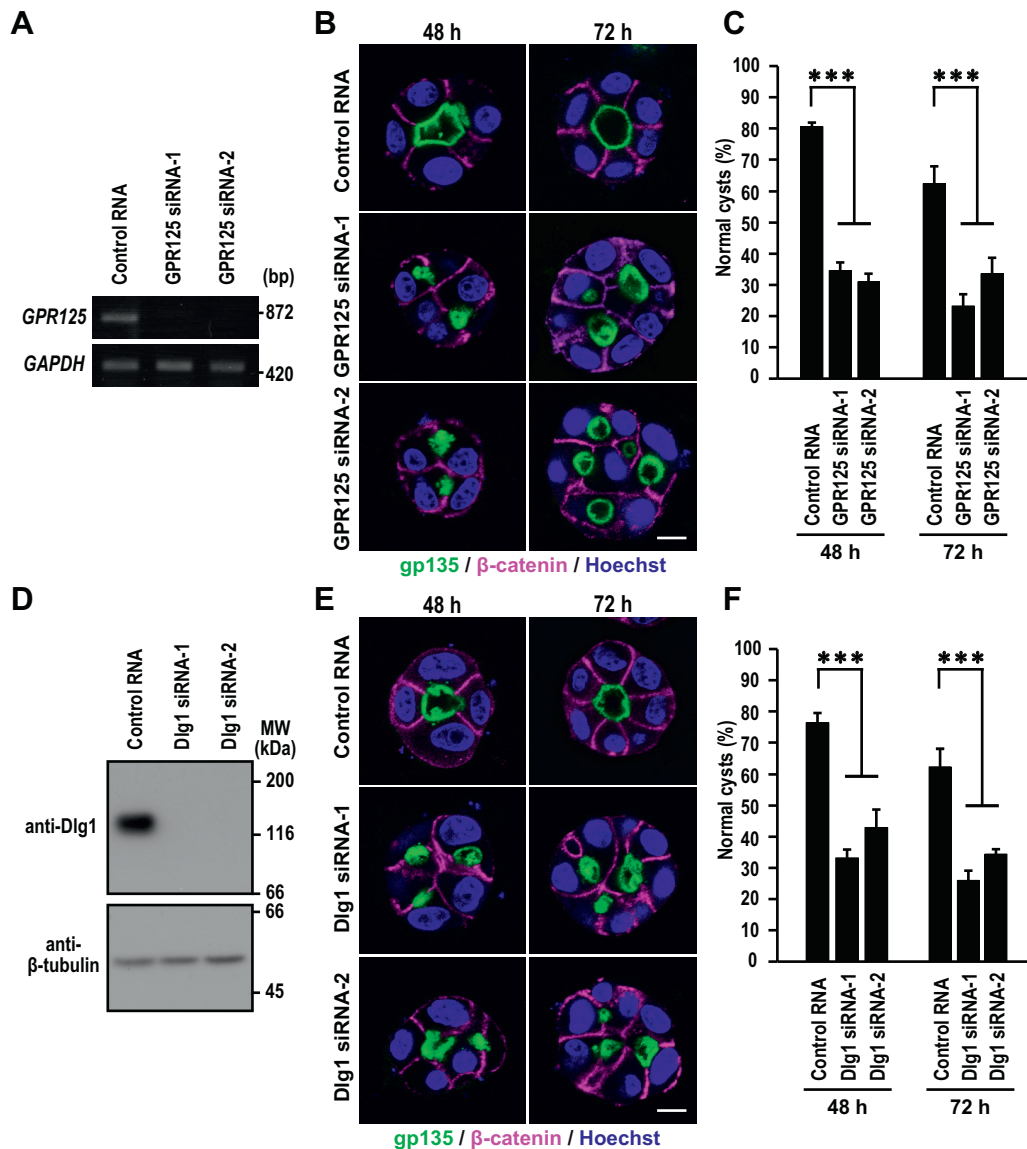 A
Control RNA
GPR125 siRNA-1
GPR125 siRNA-2
(bp)
GPR125
872
GAPDH
420
B
48 h
72 h
Control RNA
GPR125 siRNA-1
GPR125 siRNA-2
gp135 / β-catenin / Hoechst
C
Normal cysts (%)
100
90
80
70
60
50
40
30
20
10
0
***
***
Control RNA
GPR125 siRNA-1
GPR125 siRNA-2
Control RNA
GPR125 siRNA-1
GPR125 siRNA-2
48 h
72 h
D
Control RNA
Dlg1 siRNA-1
Dlg1 siRNA-2
MW
(kDa)
200
anti-Dlg1
116
66
66
anti-
β-tubulin
45
E
48 h
72 h
Control RNA
Dlg1 siRNA-1
Dlg1 siRNA-2
gp135 / β-catenin / Hoechst
F
Normal cysts (%)
100
90
80
70
60
50
40
30
20
10
0
***
***
Control RNA
Dlg1 siRNA-1
Dlg1 siRNA-2
Control RNA
Dlg1 siRNA-1
Dlg1 siRNA-2
48 h
72 h